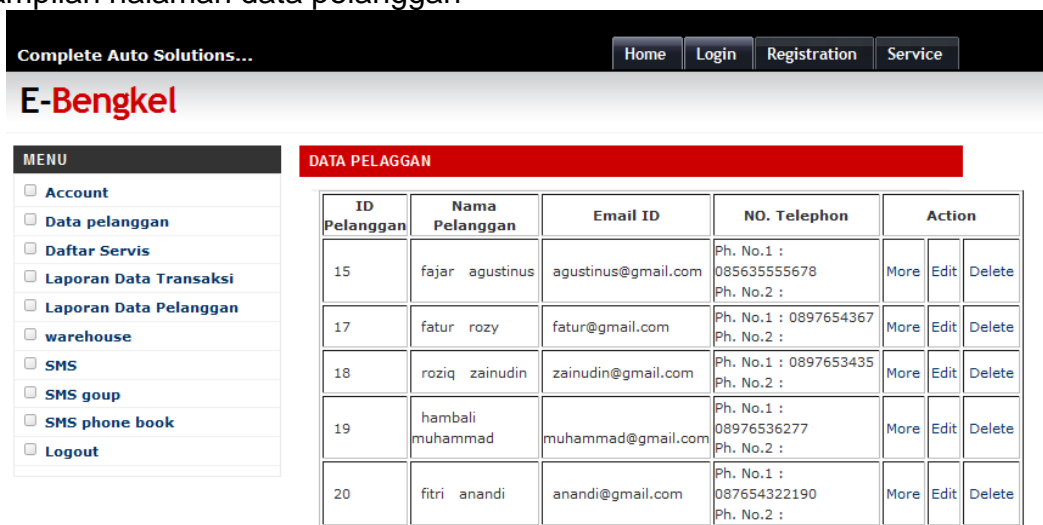 ampilan halaman data pelanggan
Complete Auto Solutions...
Home Login Registration Service
E-Bengkel
MENU
Account
Data pelanggan
Daftar Servis
Laporan Data Transaksi
Laporan Data Pelanggan
warehouse
SMS
SMS goup
SMS phone book
Logout
DATA PELAGGAN
ID Pelanggan Nama Pelanggan Email ID NO. Telephon Action
15 fajar agustinus agustinus@gmail.com Ph. No.1 : 085635555678 Ph. No.2 : More Edit Delete
17 fatur rozy fatur@gmail.com Ph. No.1 : 0897654367 Ph. No.2 : More Edit Delete
18 roziq zainudin zainudin@gmail.com Ph. No.1 : 0897653435 Ph. No.2 : More Edit Delete
19 hambali muhammad muhammad@gmail.com Ph. No.1 : 08976536277 Ph. No.2 : More Edit Delete
20 fitri anandi anandi@gmail.com Ph. No.1 : 087654322190 Ph. No.2 : More Edit Delete